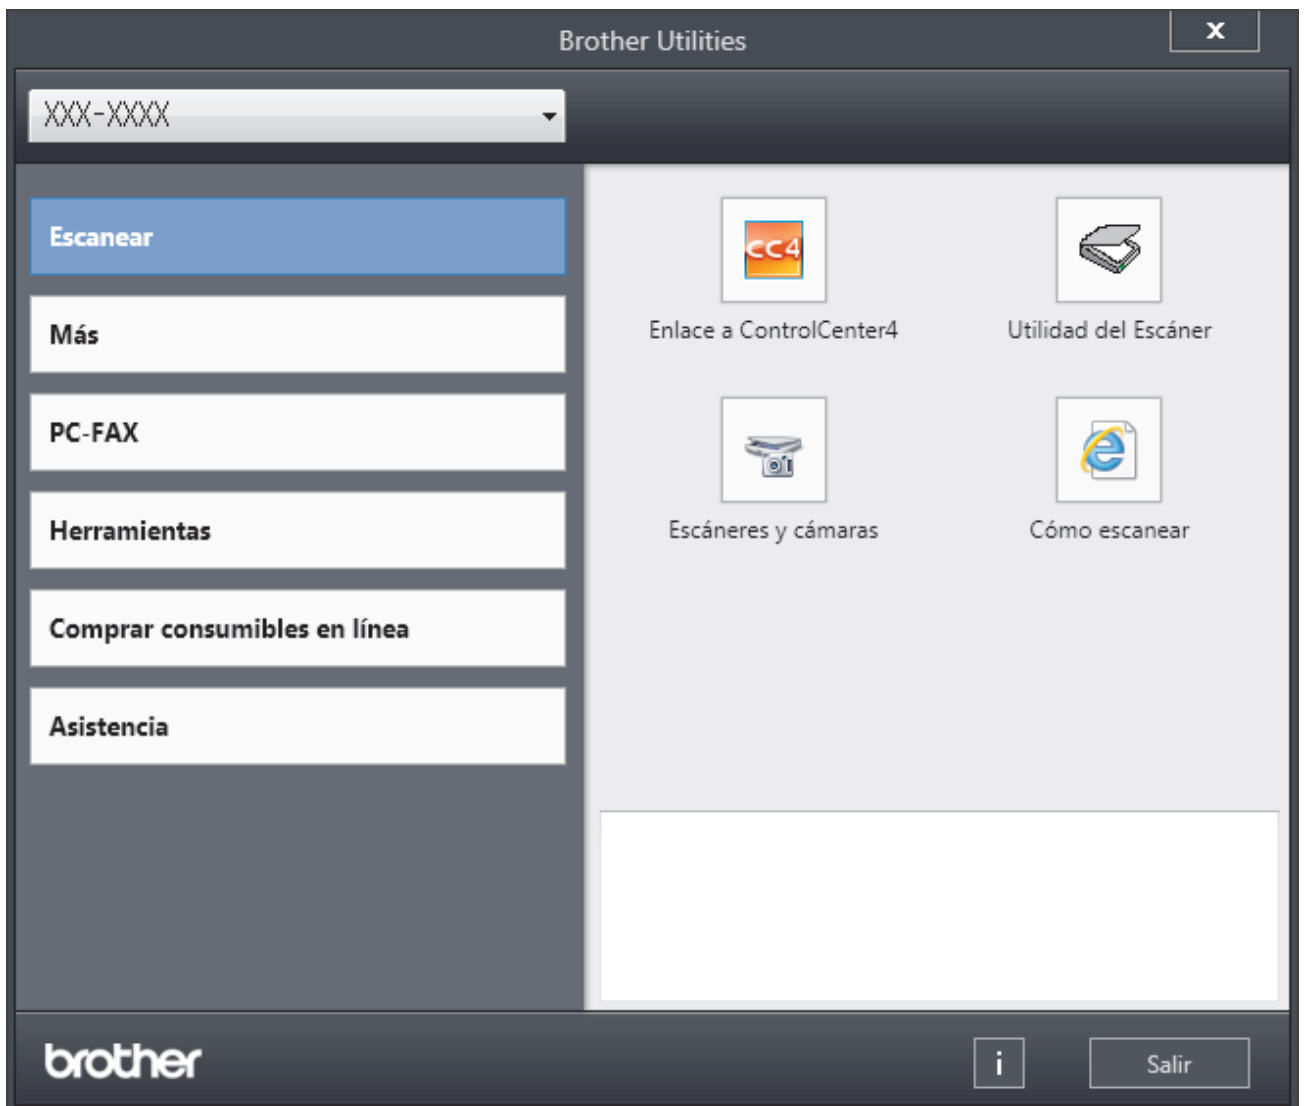 Brother Utilities
X
XXX-XXXX
Escanear
Más
PC-FAX
Herramientas
Comprar consumibles en línea
Asistencia
CC4
Enlace a ControlCenter4
Utilidad del Escáner
Escáneres y cámaras
Cómo escanear
brother
i
Salir